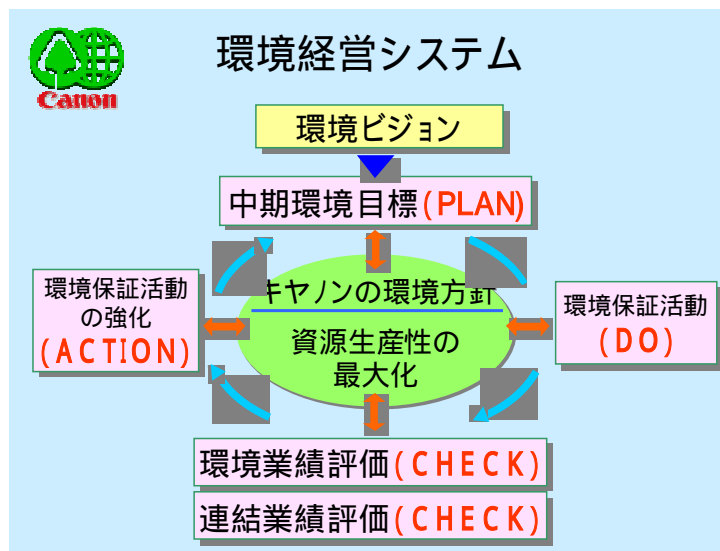 Canon
環境経営システム
環境ビジョン
中期環境目標(PLAN)
キヤノンの環境方針
資源生産性の
最大化
環境保証活動
の強化
(ACTION)
環境保証活動
(DO)
環境業績評価(CHECK)
連結業績評価(CHECK)